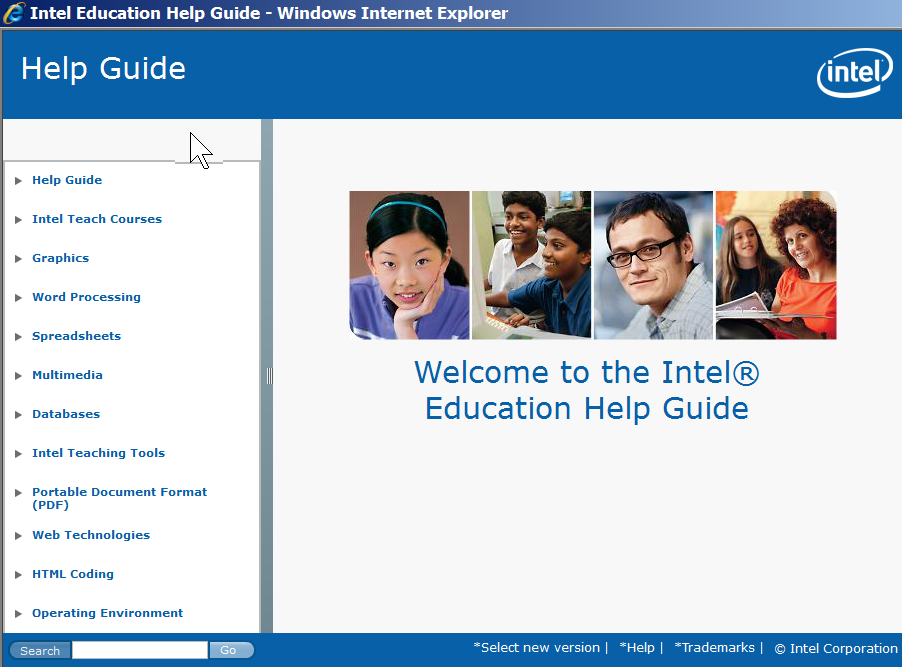 Intel Education Help Guide - Windows Internet Explorer
Help Guide
intel
Help Guide
Intel Teach Courses
Graphics
Word Processing
Spreadsheets
Multimedia
Databases
Intel Teaching Tools
Portable Document Format
(PDF)
Web Technologies
HTML Coding
Operating Environment
Welcome to the Intel®
Education Help Guide
Search Go
*Select new version | *Help | *Trademarks | © Intel Corporation